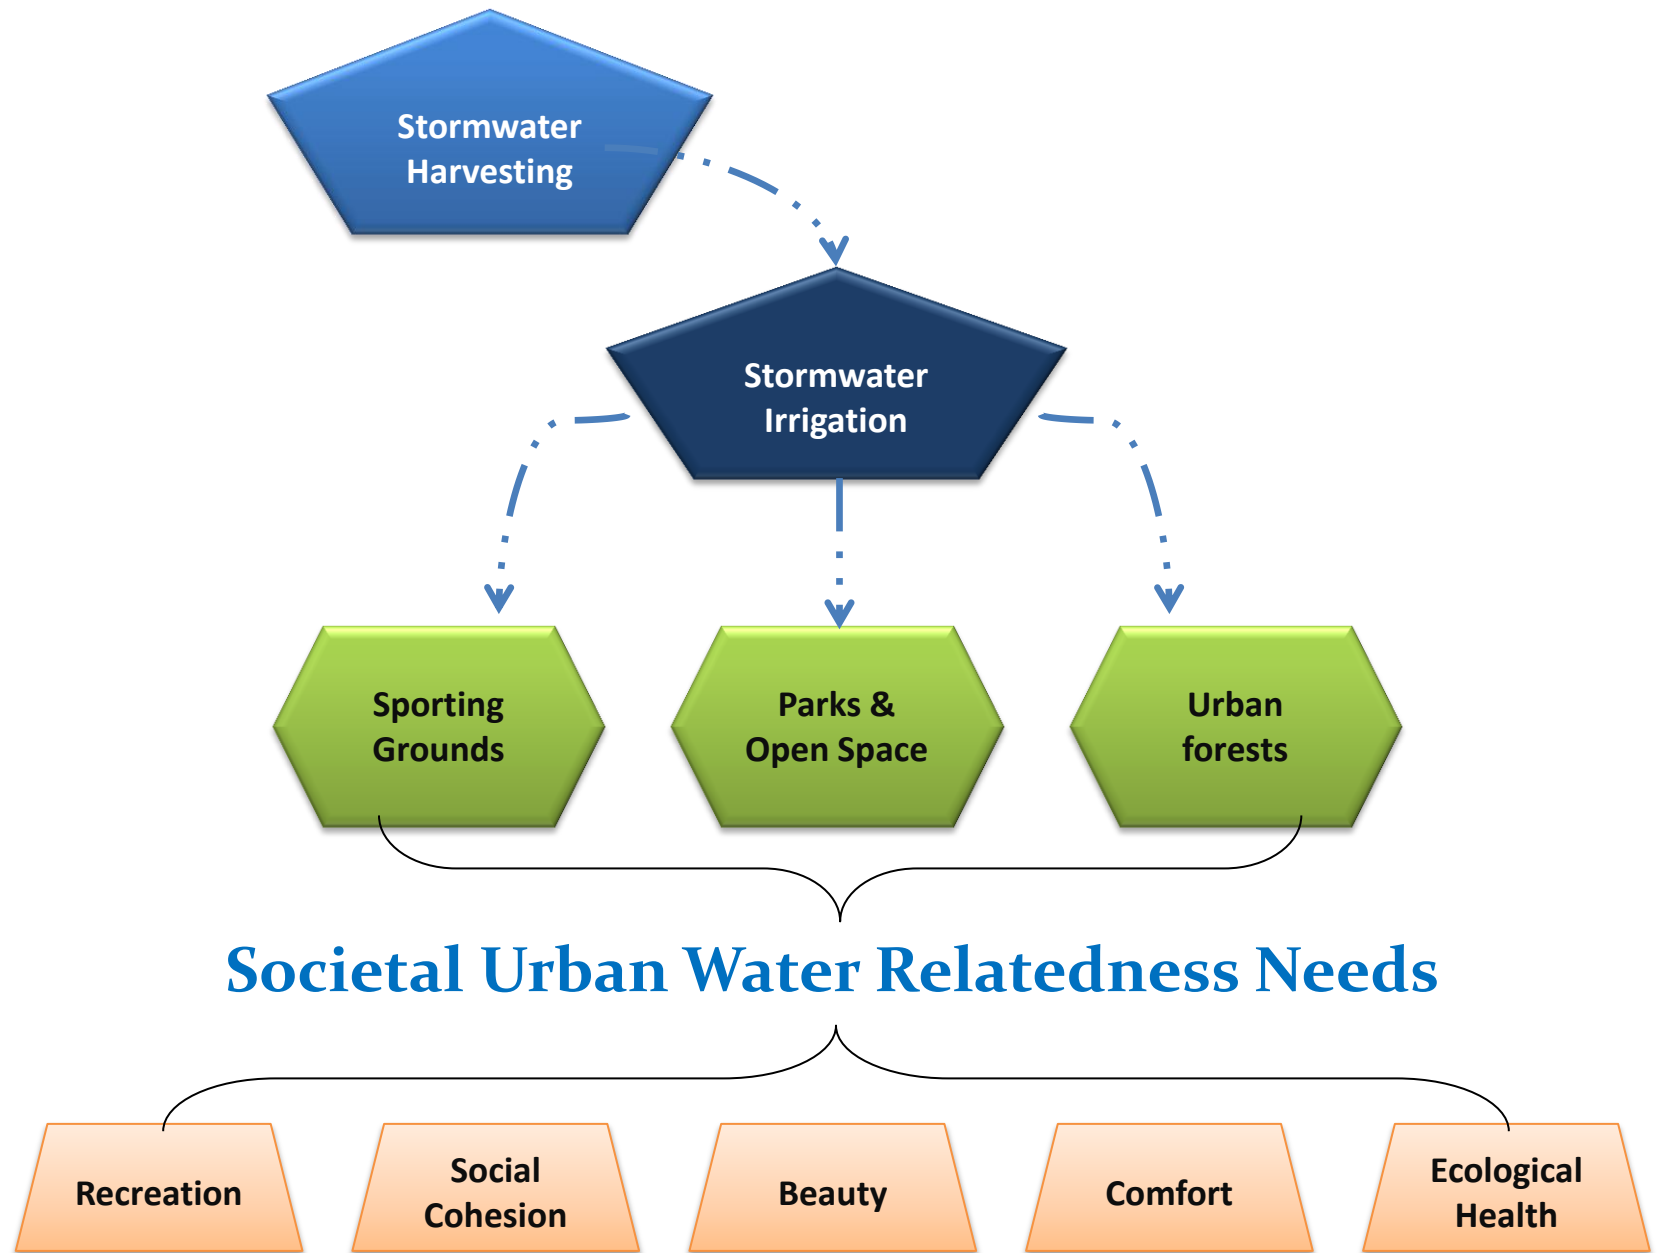 Stormwater
Harvesting
Stormwater
Irrigation
Sporting
Grounds
Parks &
Open Space
Urban
forests
Societal Urban Water Relatedness Needs
Recreation
Social
Cohesion
Beauty
Comfort
Ecological
Health